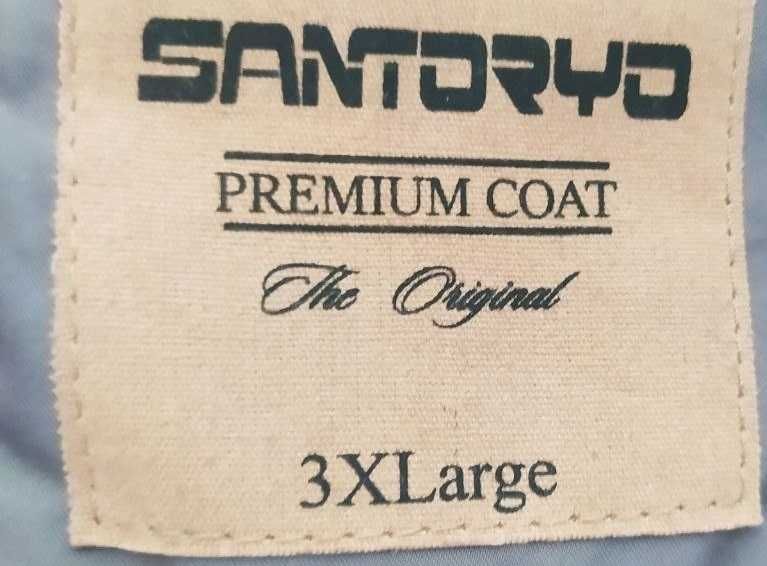 SANTORYO
PREMIUM COAT
The Original
3XLarge